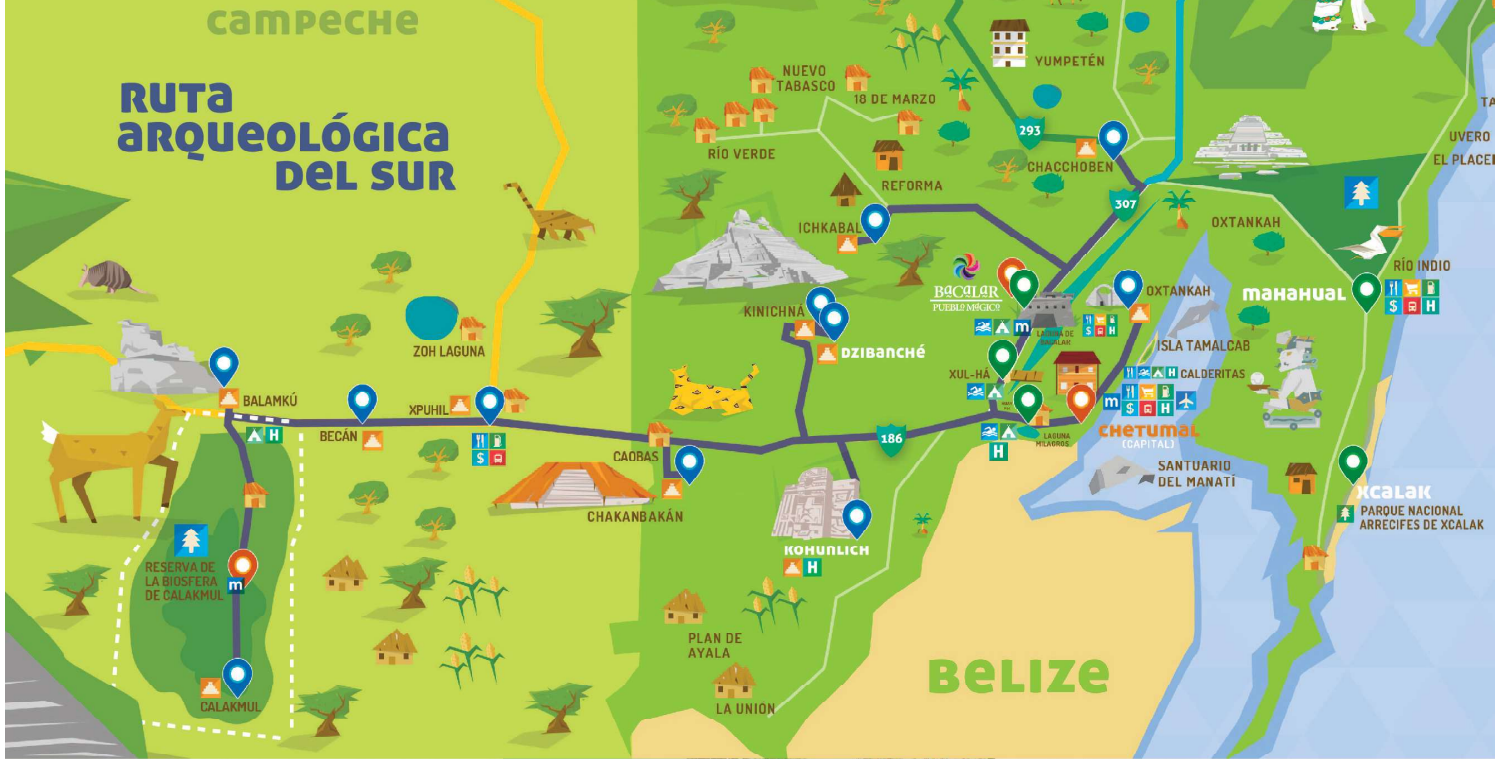 CAMPECHE
RUTA
ARQUEOLÓGICA
DEL SUR
NUEVO
TABASCO
18 DE MARZO
RÍO VERDE
REFORMA
YUMPETÉN
293
CHACCHOBEN
307
UVERO
OXTANKAH
RÍO INDIO
MAHAHUAL
$
H
ICHKABAL
BACALAR
PUEBLO MÁGICO
m
LAGUNA DE
BACALAR
$
H
OXTANKAH
ISLA TAMALCAB
KINICHNÁ
DZIBANCHÉ
ZOH LAGUNA
XUL-HÁ
H
CALDERITAS
m
$
H
CHETUMAL
(CAPITAL)
LAGUNA
MILAGROS
H
186
BALAMKÚ
H
BECÁN
XPUHIL
$
CAOBAS
CHAKANBAKÁN
KOHUNLICH
H
SANTUARIO
DEL MANATÍ
XCALAK
PARQUE NACIONAL
ARRECIFES DE XCALAK
RESERVA DE
LA BIOSFERA
DE CALAKMUL
m
CALAKMUL
PLAN DE
AYALA
LA UNION
BELIZE